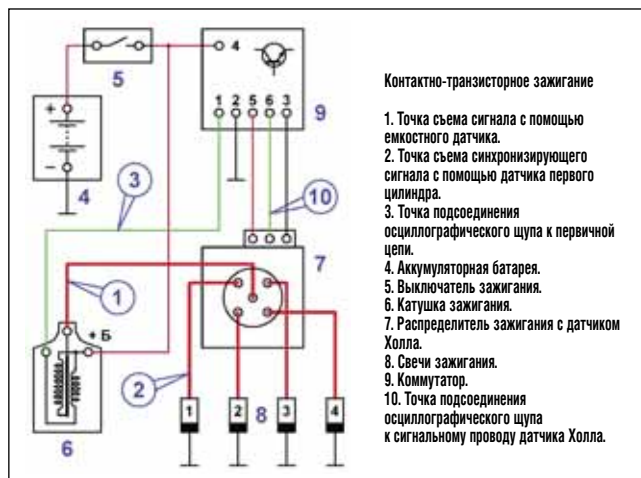 4
1 2 5 6 3
5
9
+
−
4
3
10
7
1
+ Б
2
1 2 3 4
8
6
Контактно-транзисторное зажигание
1. Точка съема сигнала с помощью
емкостного датчика.
2. Точка съема синхронизирующего
сигнала с помощью датчика первого
цилиндра.
3. Точка подсоединения
осциллографического щупа к первичной
цепи.
4. Аккумуляторная батарея.
5. Выключатель зажигания.
6. Катушка зажигания.
7. Распределитель зажигания с датчиком
Холла.
8. Свечи зажигания.
9. Коммутатор.
10. Точка подсоединения
осциллографического щупа
к сигнальному проводу датчика Холла.